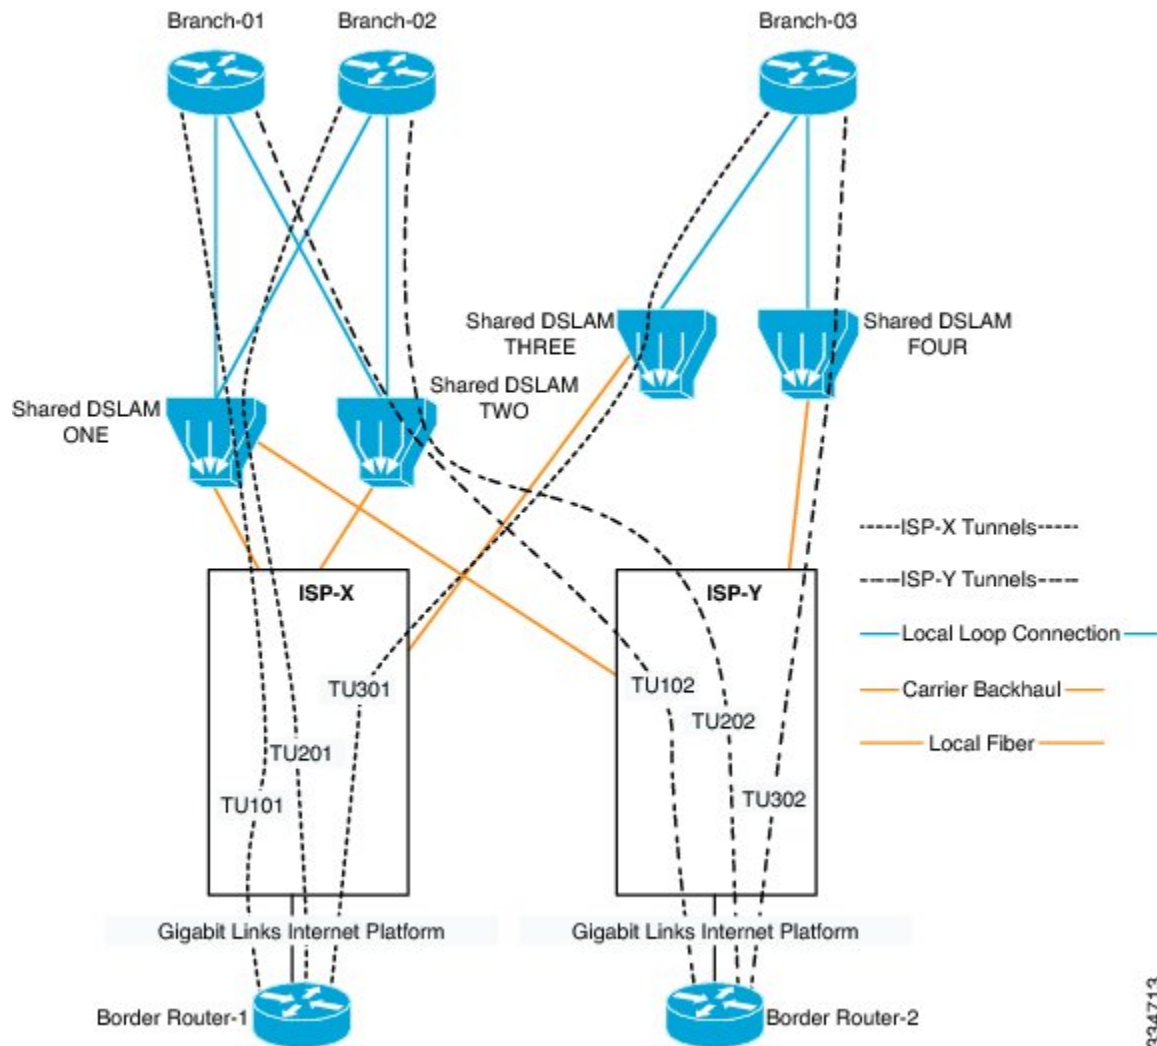 Branch-01
Branch-02
Branch-03
Shared DSLAM
THREE
Shared DSLAM
FOUR
Shared DSLAM
ONE
Shared DSLAM
TWO
ISP-X Tunnels
ISP-X
ISP-Y
ISP-Y Tunnels
Local Loop Connection
TU301
TU102
Carrier Backhaul
TU202
TU201
Local Fiber
TU101
TU302
Gigabit Links Internet Platform
Gigabit Links Internet Platform
Border Router-1
Border Router-2
334713